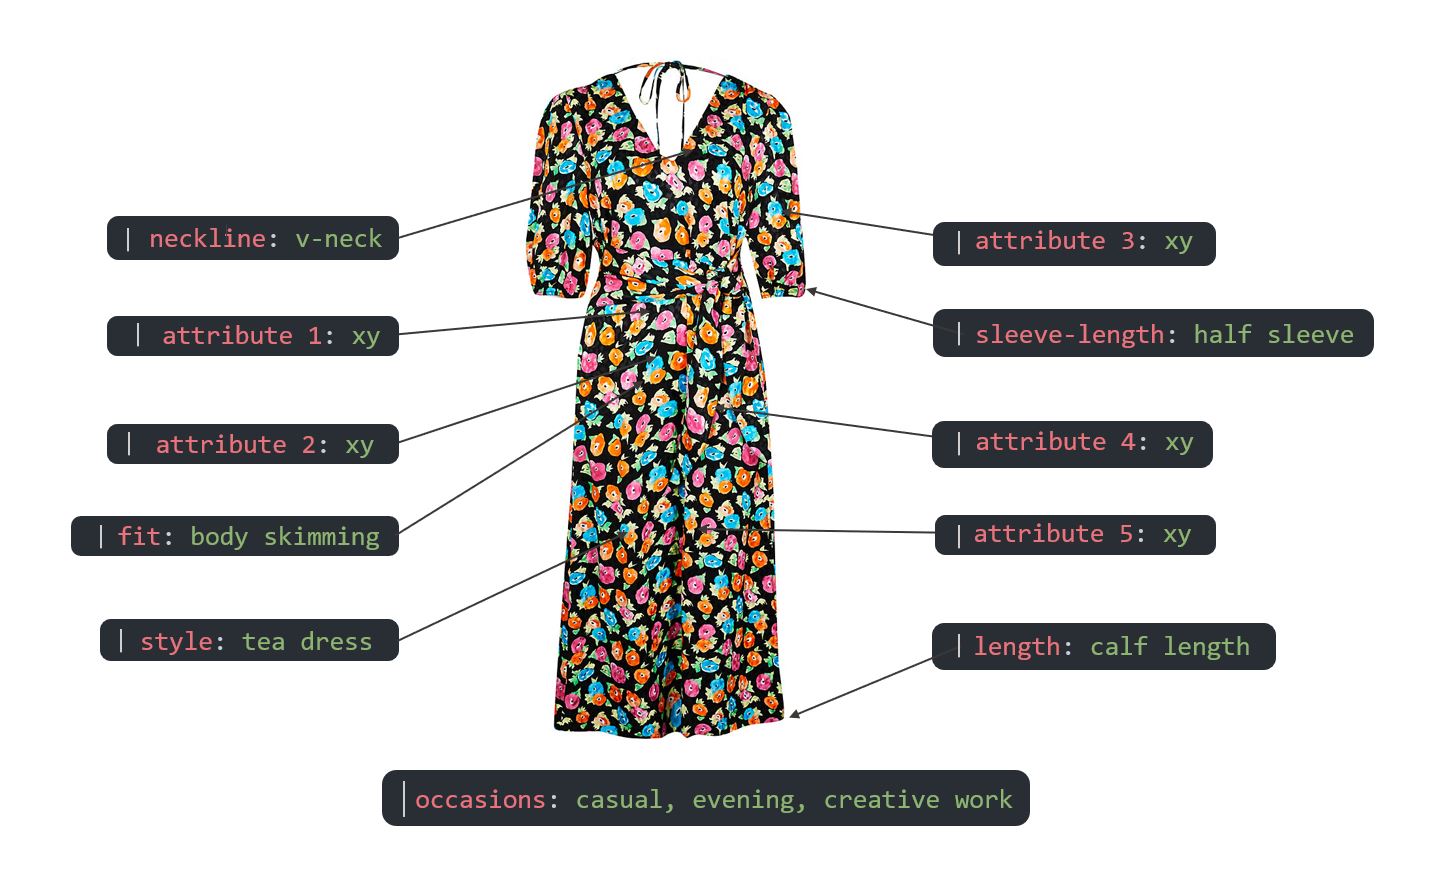 neckline: v-neck
attribute 1: xy
attribute 2: xy
fit: body skimming
style: tea dress
attribute 3: xy
sleeve-length: half sleeve
attribute 4: xy
attribute 5: xy
length: calf length
occasions: casual, evening, creative work